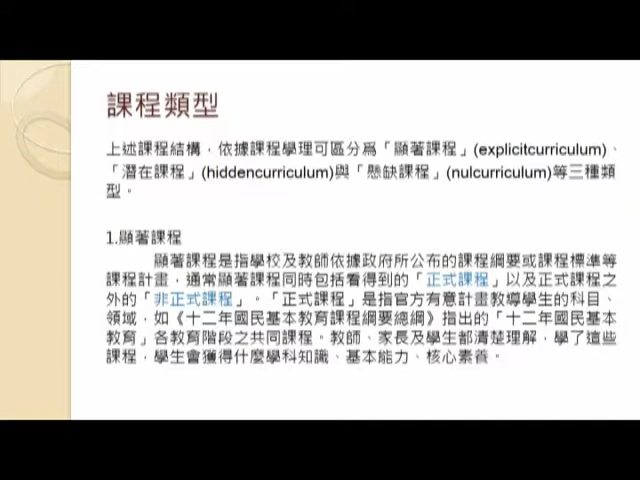 課程類型
上述課程結構，依據課程學理可區分爲「顯著課程」(explicitcurriculum)、
「潛在課程」(hiddencurriculum)與「懸缺課程」(nulcurriculum)等三種類
型。
1.顯著課程
顯著課程是指學校及教師依據政府所公布的課程綱要或課程標準等
課程計畫，通常顯著課程同時包括看得到的「正式課程」以及正式課程之
外的「非正式課程」。「正式課程」是指官方有意計畫教導學生的科目、
領域，如《十二年國民基本教育課程綱要總綱》指出的「十二年國民基本
教育」各教育階段之共同課程。教師、家長及學生都清楚理解，學了這些
課程，學生會獲得什麼學科知識、基本能力、核心素養。